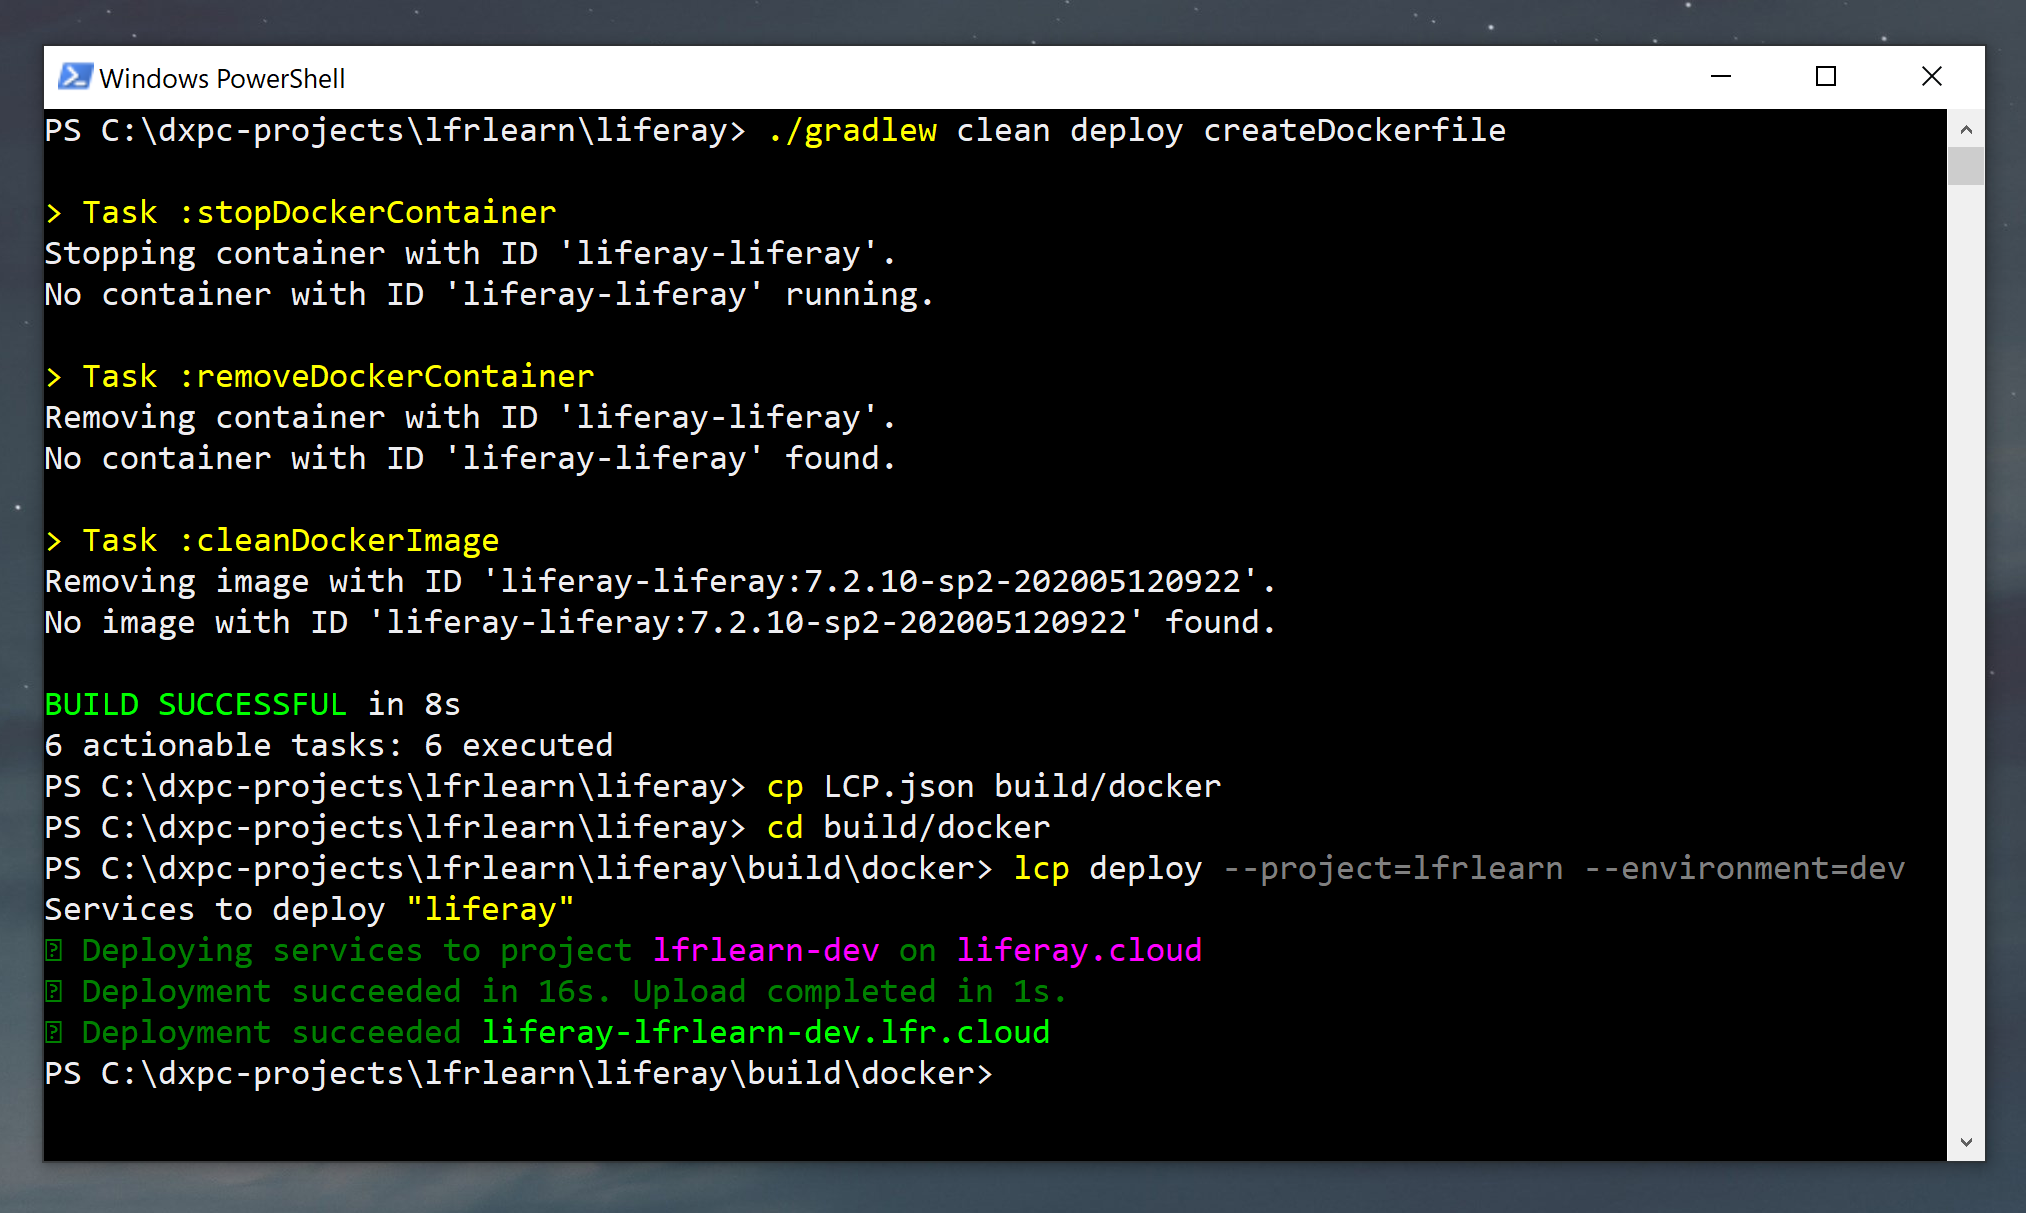 Windows PowerShell
PS C:\dxpc-projects\lfrlearn\liferay> ./gradlew clean deploy createDockerfile
> Task :stopDockerContainer
Stopping container with ID 'liferay-liferay'.
No container with ID 'liferay-liferay' running.
> Task :removeDockerContainer
Removing container with ID 'liferay-liferay'.
No container with ID 'liferay-liferay' found.
> Task :cleanDockerImage
Removing image with ID 'liferay-liferay:7.2.10-sp2-202005120922'.
No image with ID 'liferay-liferay:7.2.10-sp2-202005120922' found.
BUILD SUCCESSFUL in 8s
6 actionable tasks: 6 executed
PS C:\dxpc-projects\lfrlearn\liferay> cp LCP.json build/docker
PS C:\dxpc-projects\lfrlearn\liferay> cd build/docker
PS C:\dxpc-projects\lfrlearn\liferay\build\docker> lcp deploy --project=lfrlearn --environment=dev
Services to deploy "liferay"
Deploying services to project lfrlearn-dev on liferay.cloud
Deployment succeeded in 16s. Upload completed in 1s.
Deployment succeeded liferay-lfrlearn-dev.lfr.cloud
PS C:\dxpc-projects\lfrlearn\liferay\build\docker>